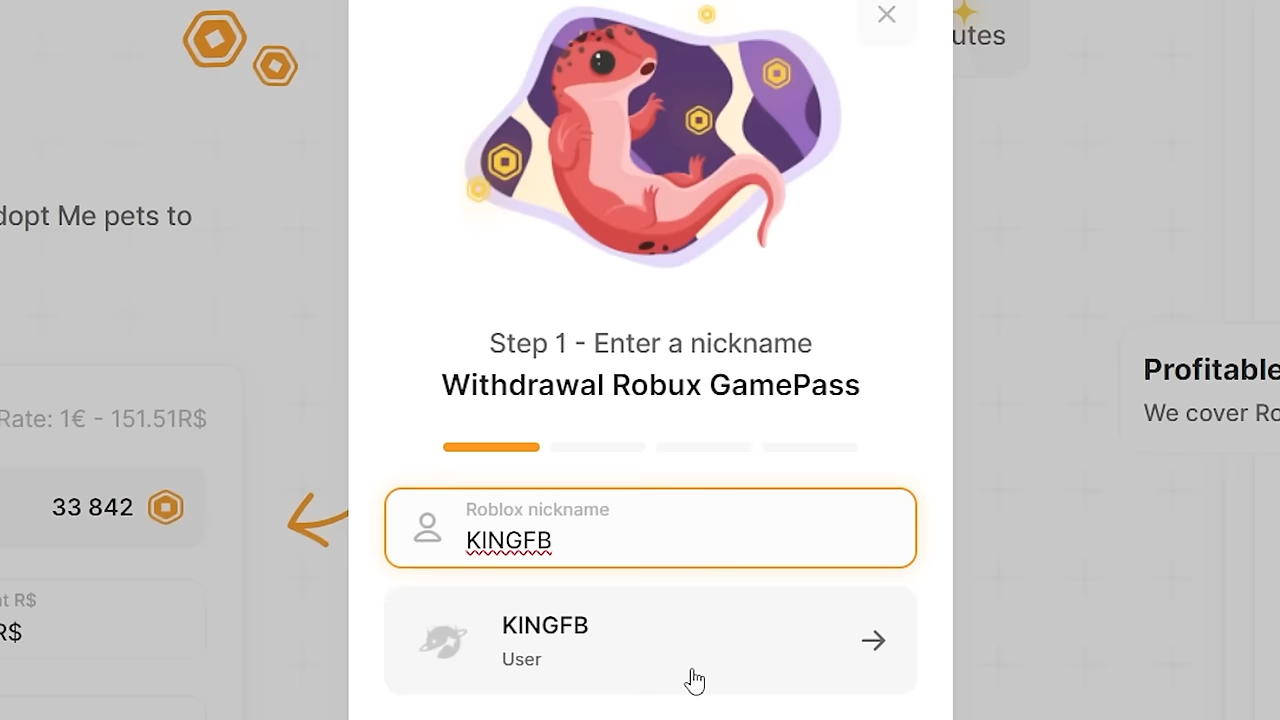 utes
dopt Me pets to
Step 1 - Enter a nickname
Withdrawal Robux GamePass
Rate: 1€ - 151.51R$
Profitable
We cover Ro
33 842
Roblox nickname
KINGFB
nt R$
R$
KINGFB
User